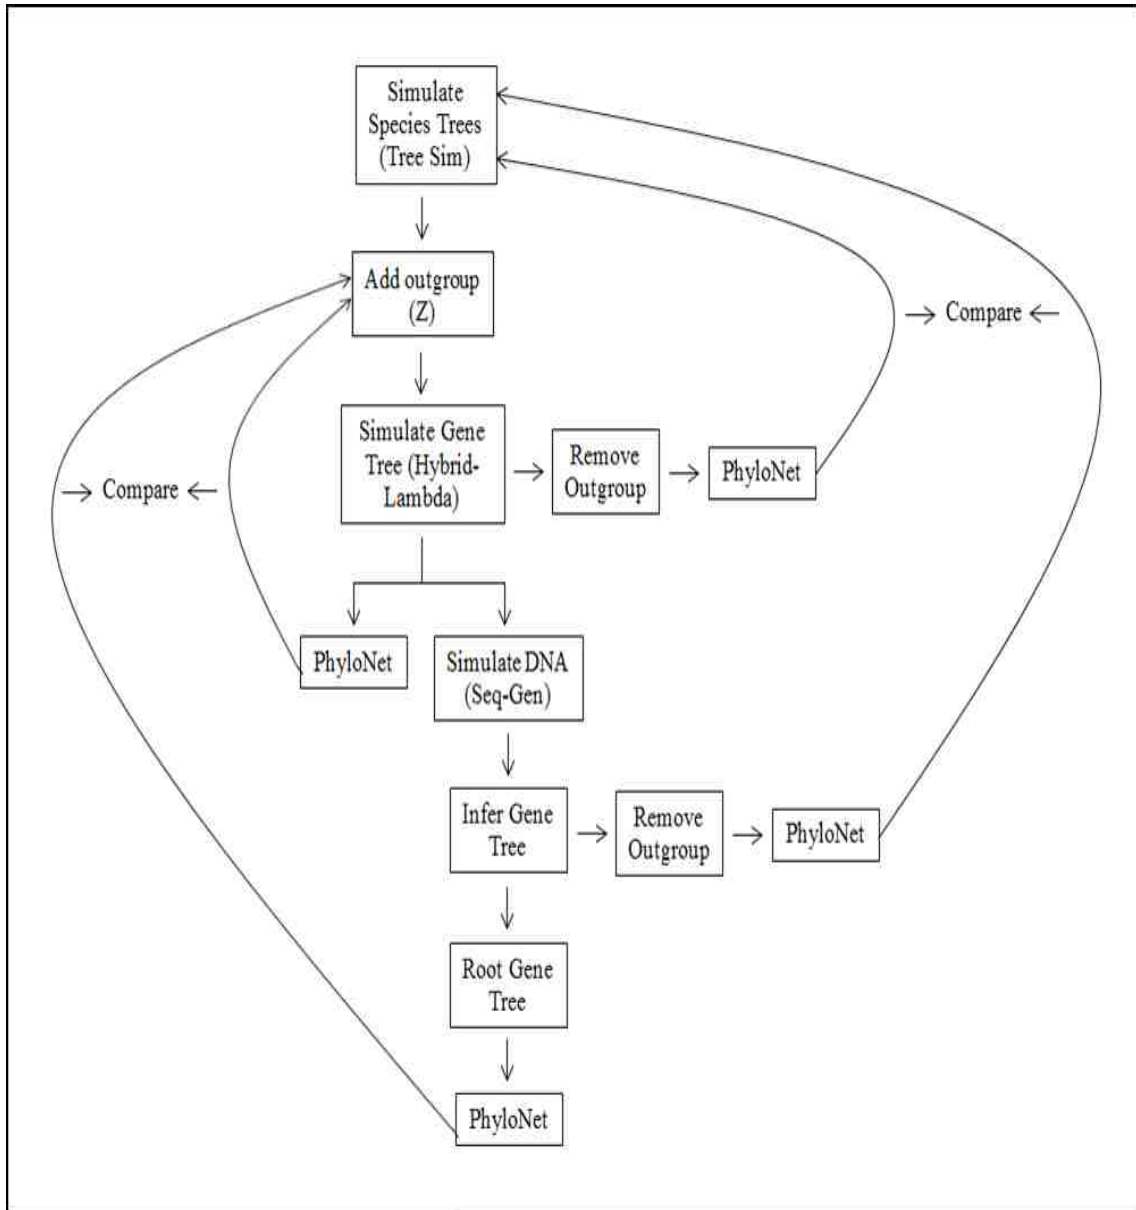 Simulate
Species Trees
(Tree Sim)
Add outgroup
(Z)
Compare
Simulate Gene
Tree (Hybrid-
Lambda)
Remove
Outgroup
PhyloNet
Compare
PhyloNet
Simulate DNA
(Seq-Gen)
Infer Gene
Tree
Remove
Outgroup
PhyloNet
Root Gene
Tree
PhyloNet